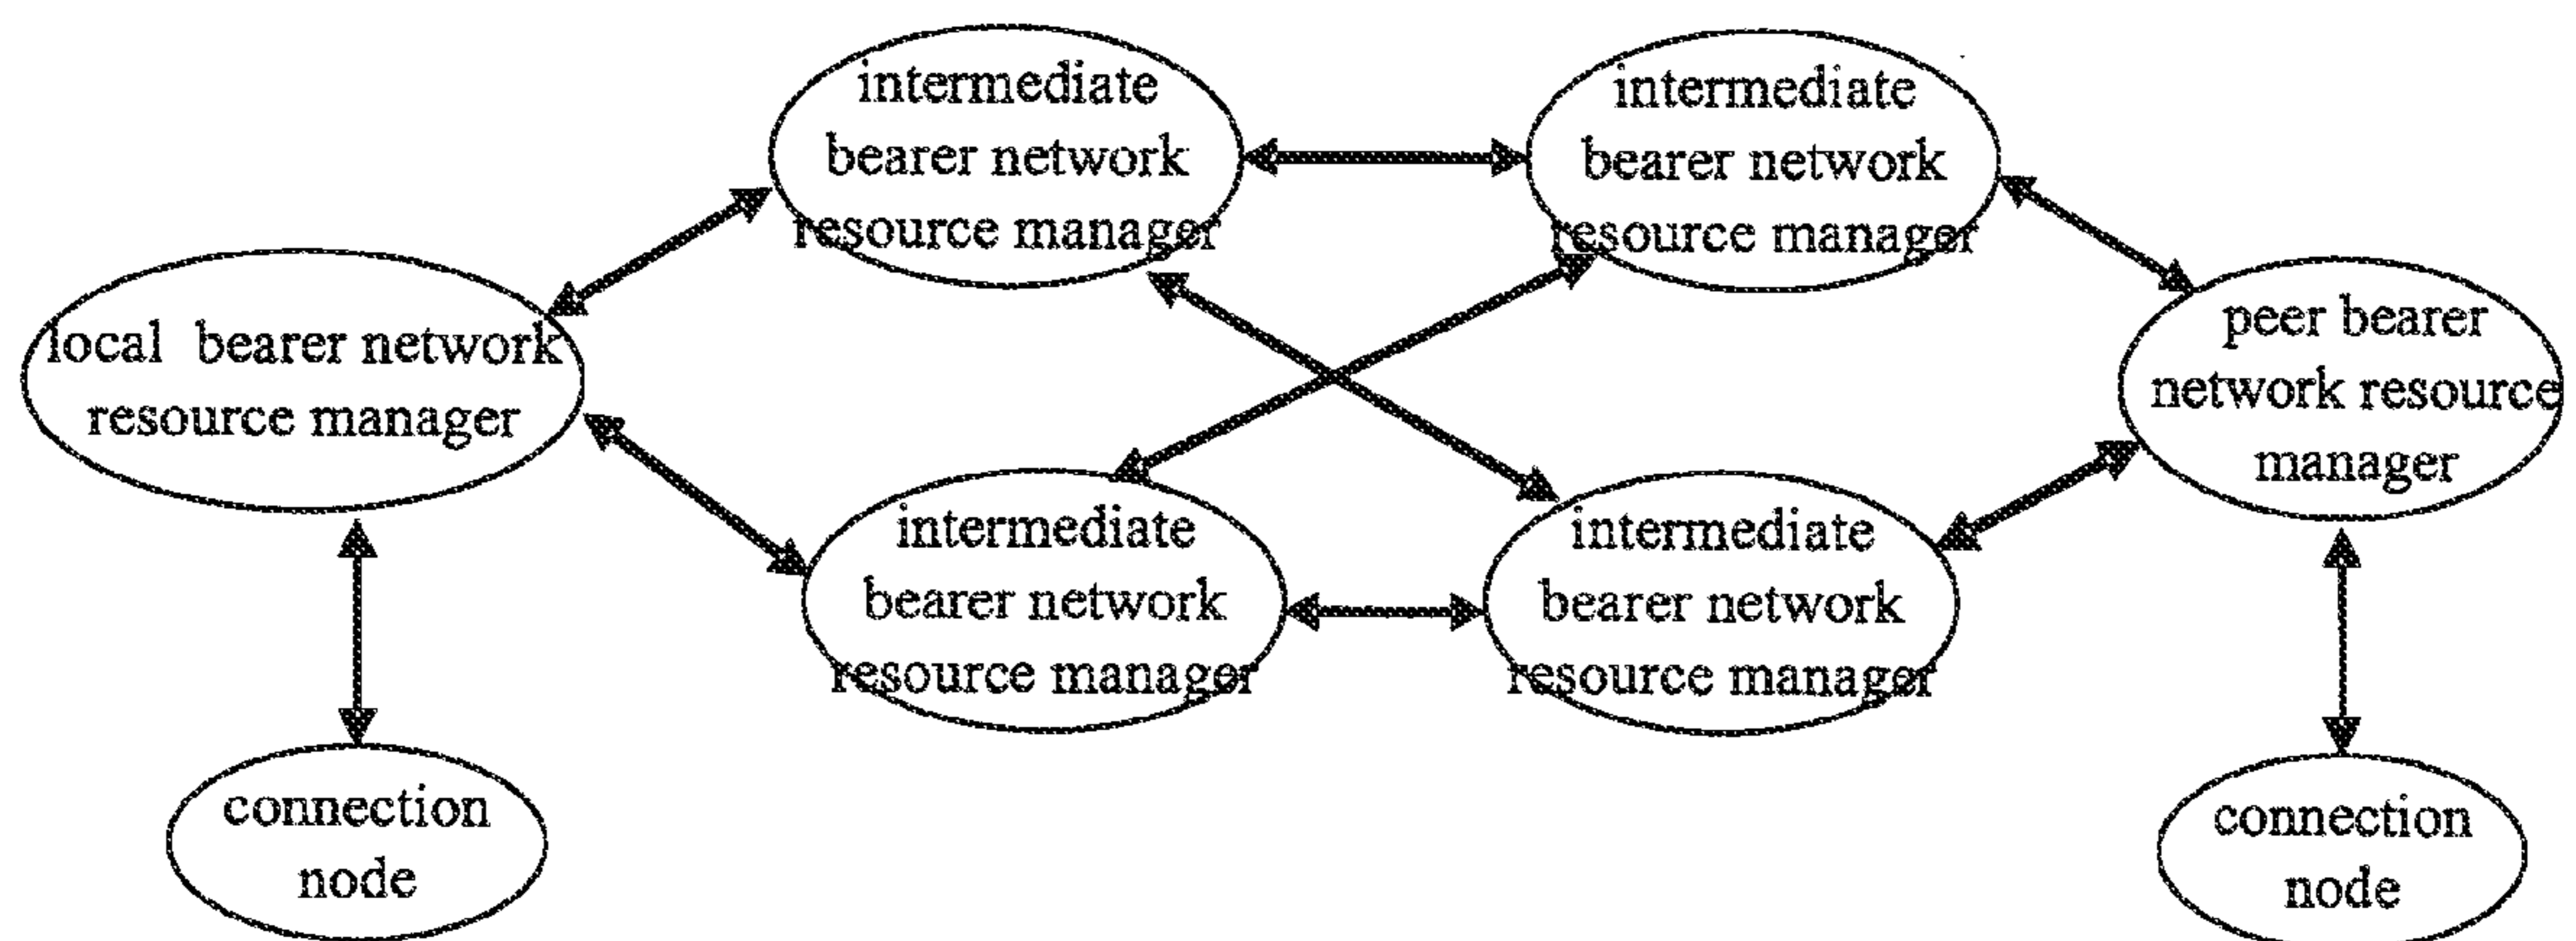 intermediate
bearer network
resource manager
intermediate
bearer network
resource manager
local bearer network
resource manager
peer bearer
network resource
manager
intermediate
bearer network
resource manager
intermediate
bearer network
resource manager
connection
node
connection
node